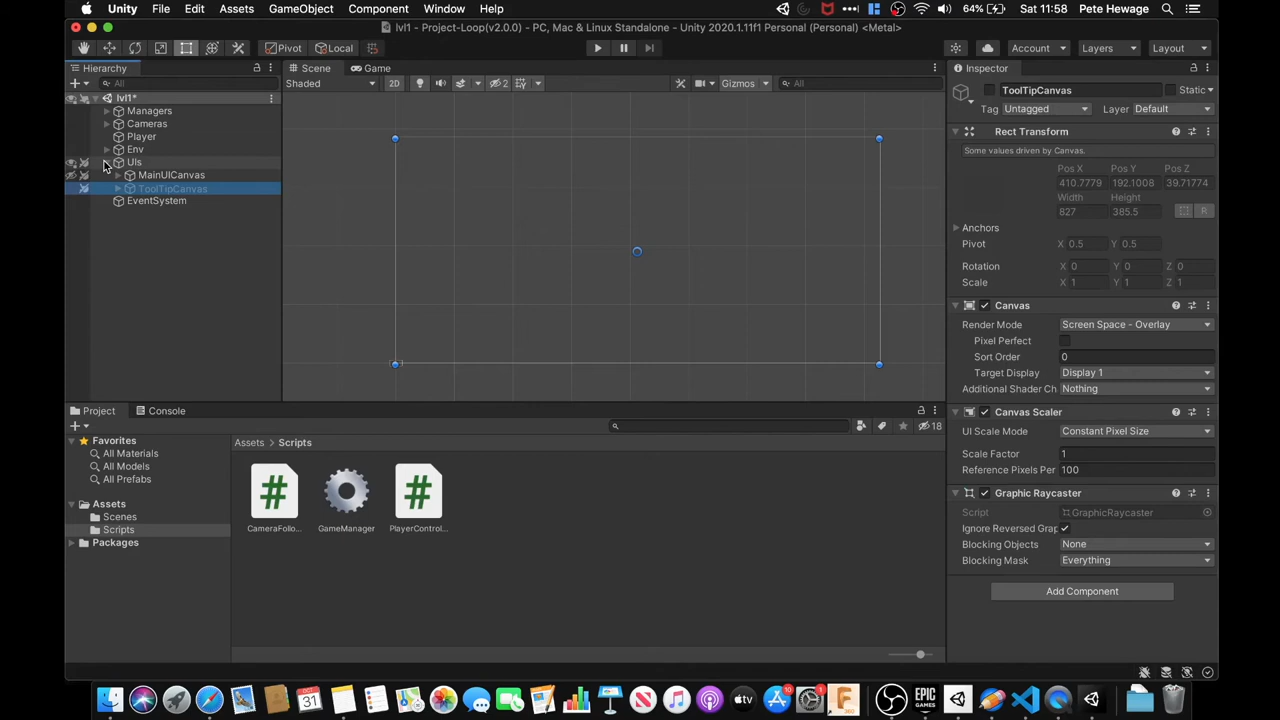 Unity File Edit Assets GameObject Component Window Help 64% Sat 11:58 Pete Hewage
lvl1 - Project-Loop(v2.0.0) - PC, Mac & Linux Standalone - Unity 2020.1.11f1 Personal (Personal) <Metal>
Pivot Local Account Layers Layout
Hierarchy Scene Game Inspector
All Shaded 2D 2 Gizmos All ToolTipCanvas Static
lvl1*
Managers
Cameras
Player
Env
UIs
MainUICanvas
ToolTipCanvas
EventSystem
Tag Untagged Layer Default
Rect Transform
Some values driven by Canvas.
Pos X Pos Y Pos Z
410.7779 192.1008 39.71774
Width Height
827 385.5
R
Anchors
Pivot X 0.5 Y 0.5
Rotation X 0 Y 0 Z 0
Scale X 1 Y 1 Z 1
Canvas
Render Mode Screen Space - Overlay
Pixel Perfect
Sort Order 0
Target Display Display 1
Additional Shader Ch Nothing
Canvas Scaler
UI Scale Mode Constant Pixel Size
Scale Factor 1
Reference Pixels Per 100
Graphic Raycaster
Script GraphicRaycaster
Ignore Reversed Grap
Blocking Objects None
Blocking Mask Everything
Add Component
Project Console
18
Favorites
All Materials
All Models
All Prefabs
Assets
Scenes
Scripts
Packages
Assets > Scripts
CameraFollo... GameManager PlayerControl...
31 10 1 EPIC GAMES